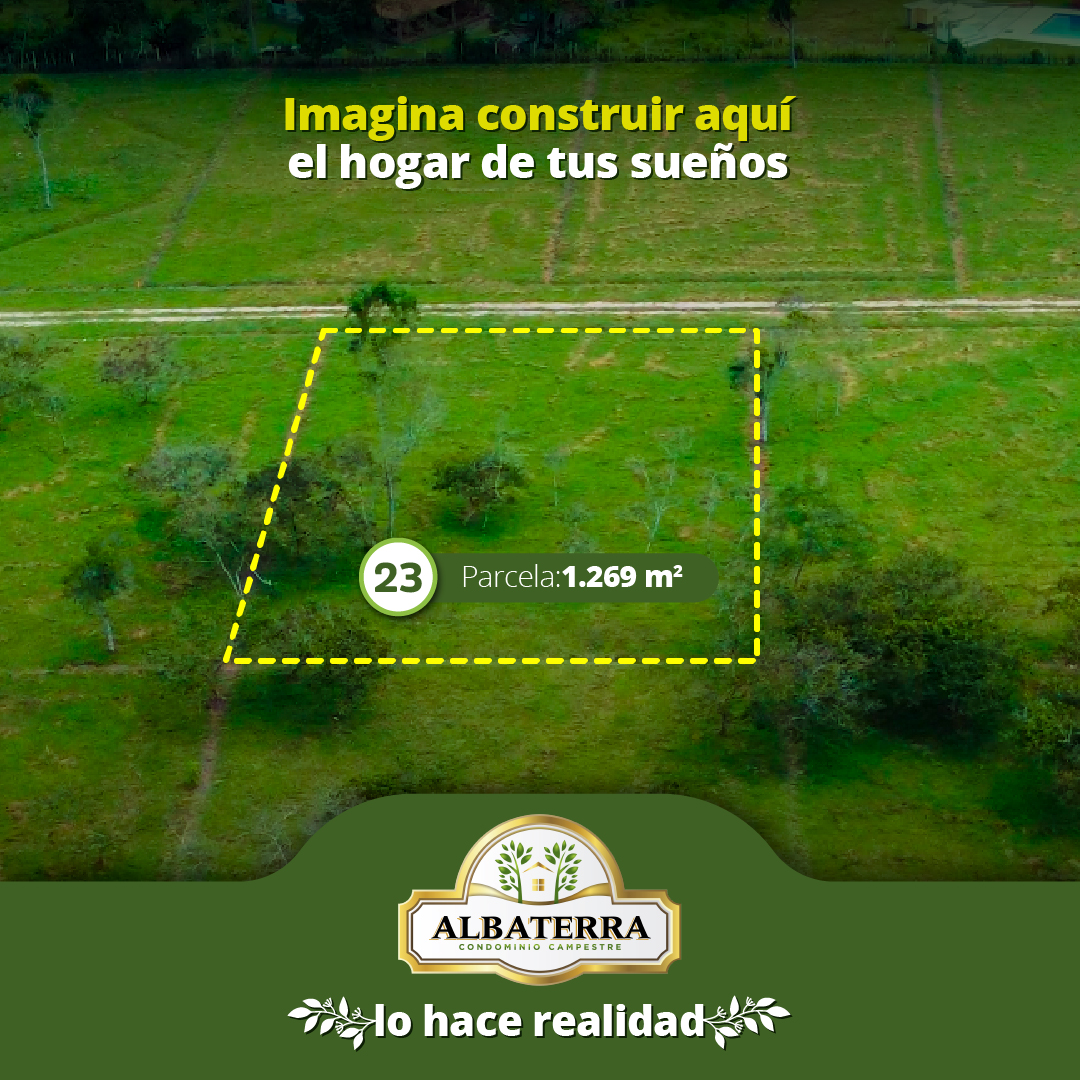 Imagina construir aquí
el hogar de tus sueños
23
Parcela:1.269 m²
ALBATERRA
CONDOMINIO CAMPESTRE
lo hace realidad